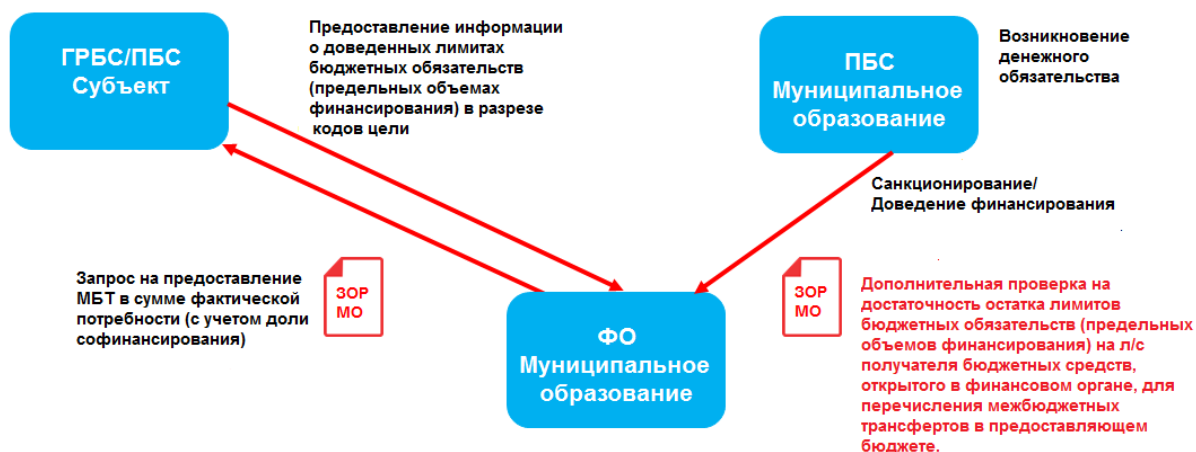 ГРБС/ПБС
Субъект
Предоставление информации
о доведенных лимитах
бюджетных обязательств
(предельных объемах
финансирования) в разрезе
кодов цели
ПБС
Муниципальное
образование
Возникновение
денежного
обязательства
Санкционирование/
Доведение финансирования
Запрос на предоставление
МБТ в сумме фактической
потребности (с учетом доли
софинансирования)
ЗОР
МО
ФО
Муниципальное
образование
ЗОР
МО
Дополнительная проверка на
достаточность остатка лимитов
бюджетных обязательств (предельных
объемов финансирования) на л/с
получателя бюджетных средств,
открытого в финансовом органе, для
перечисления межбюджетных
трансфертов в предоставляющем
бюджете.